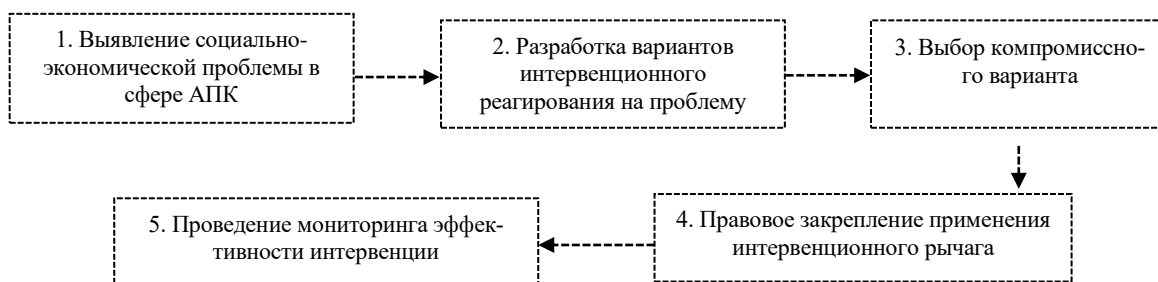 1. Выявление социально-
экономической проблемы в
сфере АПК
2. Разработка вариантов
интервенционного
реагирования на проблему
3. Выбор компромиссно-
го варианта
4. Правовое закрепление применения
интервенционного рычага
5. Проведение мониторинга эффек-
тивности интервенции